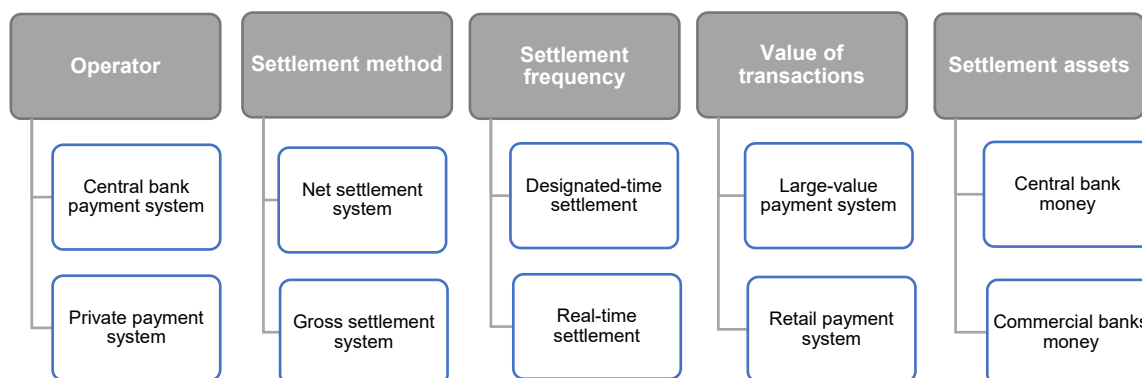 Operator
Settlement method
Settlement
frequency
Value of
transactions
Settlement assets
Central bank
payment system
Net settlement
system
Designated-time
settlement
Large-value
payment system
Central bank
money
Private payment
system
Gross settlement
system
Real-time
settlement
Retail payment
system
Commercial banks
money